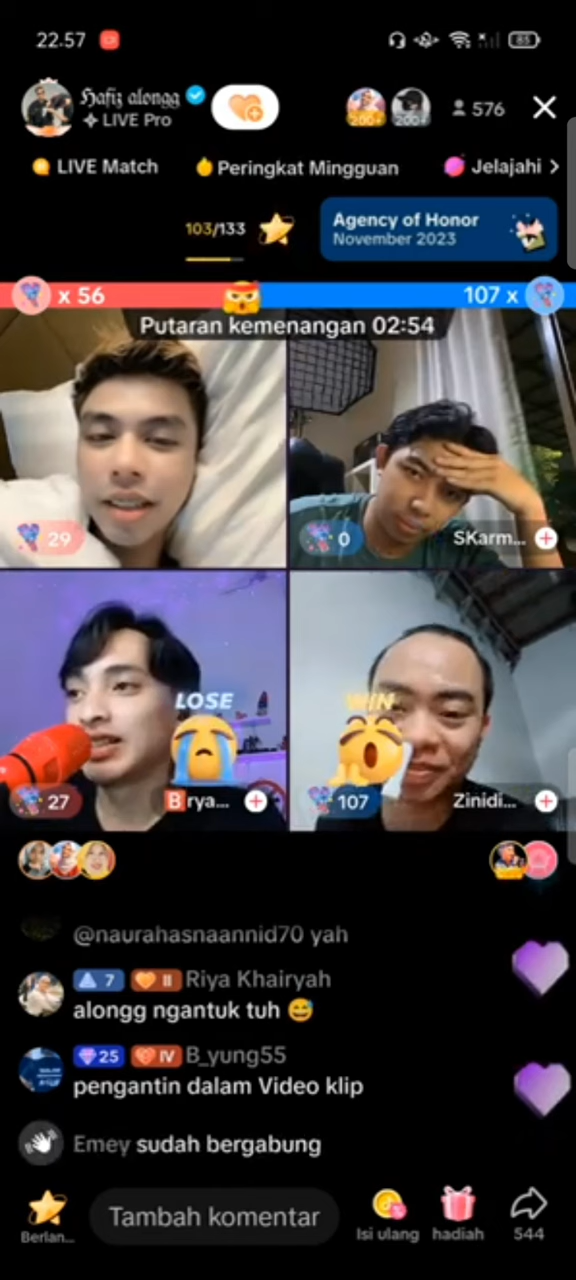 22.57
85
Hafiz alongg
LIVE Pro
200+
200+
576
LIVE Match
Peringkat Mingguan
Jelajahi
103/133
Agency of Honor
November 2023
x 56
107 x
Putaran kemenangan 02:54
29
0
SKarm...
LOSE
WIN
27
Brya...
107
Zinidi...
@naurahasnaannid70 yah
7 II Riya Khairyah
alongg ngantuk tuh 😅
25 IV B_yung55
pengantin dalam Video klip
Emey sudah bergabung
Berlan...
Tambah komentar
Isi ulang
hadiah
544